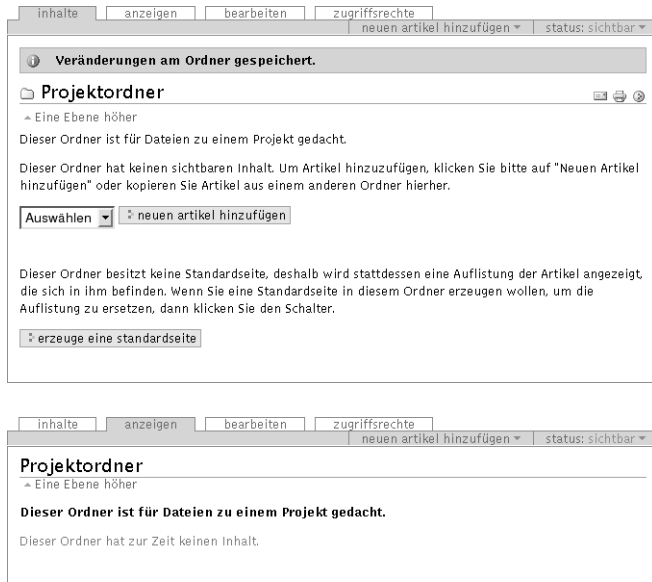 inhalte anzeigen bearbeiten zugriffsrechte
neuen artikel hinzufügen status: sichtbar
Veränderungen am Ordner gespeichert.
Projektordner
Eine Ebene höher
Dieser Ordner ist für Dateien zu einem Projekt gedacht.
Dieser Ordner hat keinen sichtbaren Inhalt. Um Artikel hinzuzufügen, klicken Sie bitte auf "Neuen Artikel
hinzufügen" oder kopieren Sie Artikel aus einem anderen Ordner hierher.
Auswählen neuen artikel hinzufügen
Dieser Ordner besitzt keine Standardseite, deshalb wird stattdessen eine Auflistung der Artikel angezeigt,
die sich in ihm befinden. Wenn Sie eine Standardseite in diesem Ordner erzeugen wollen, um die
Auflistung zu ersetzen, dann klicken Sie den Schalter.
erzeuge eine standardseite
inhalte anzeigen bearbeiten zugriffsrechte
neuen artikel hinzufügen status: sichtbar
Projektordner
Eine Ebene höher
Dieser Ordner ist für Dateien zu einem Projekt gedacht.
Dieser Ordner hat zur Zeit keinen Inhalt.